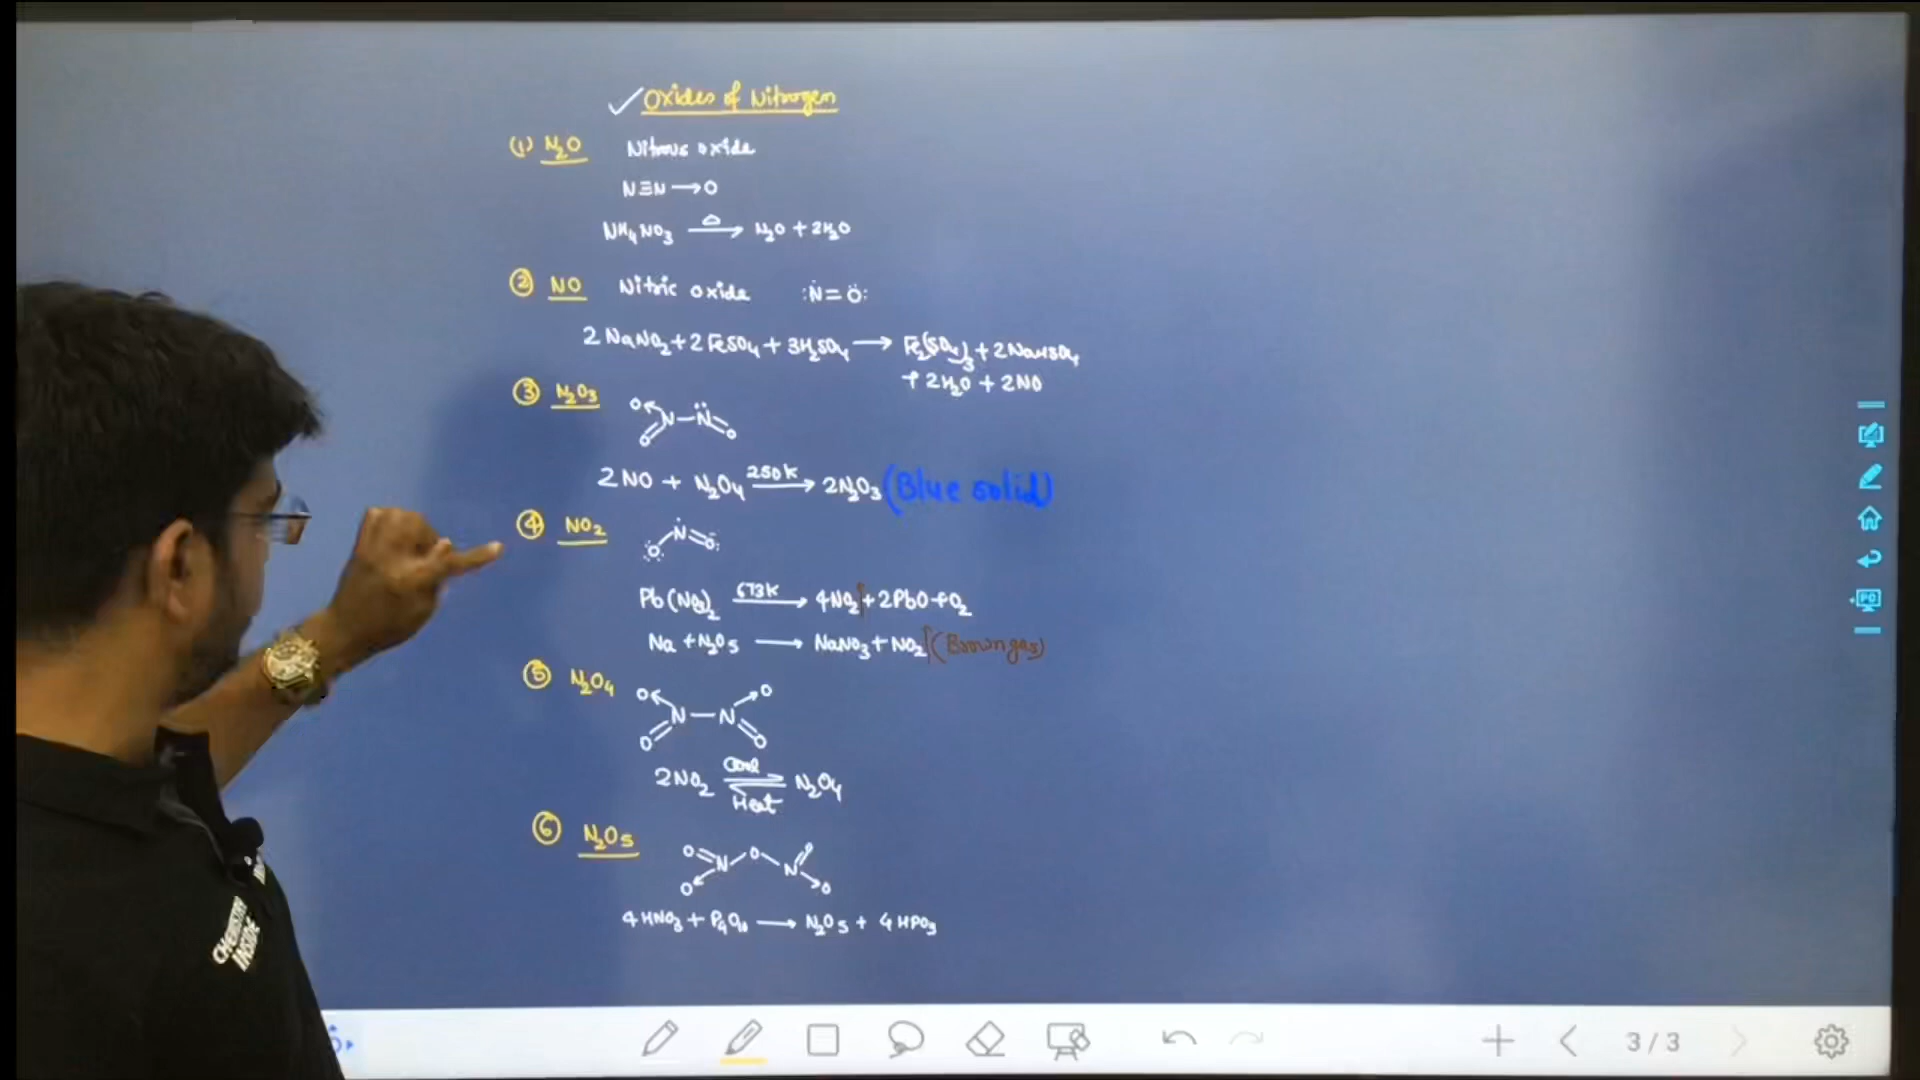 ✓ Oxides of Nitrogen
(1) N₂O Nitrous oxide
N≡N→O
NH₄NO₃ —Δ→ N₂O + 2H₂O
② NO Nitric oxide :N=O:
2NaNO₂ + 2FeSO₄ + 3H₂SO₄ → Fe₂(SO₄)₃ + 2NaHSO₄
+ 2H₂O + 2NO
③ N₂O₃
O N–N
O O
2NO + N₂O₄ —250K→ 2N₂O₃ (Blue solid)
④ NO₂
N
O O
Pb(NO₃)₂ —673K→ 4NO₂↑ + 2PbO + O₂
Na + N₂O₅ → NaNO₃ + NO₂↑ (Brown gas)
⑤ N₂O₄
O O
N–N
O O
2NO₂ ⇌ N₂O₄
Cool
Heat
⑥ N₂O₅
O N O N O
O O
4HNO₃ + P₄O₁₀ → N₂O₅ + 4HPO₃
CHEMISTRY
INSIDE
PO
3/3